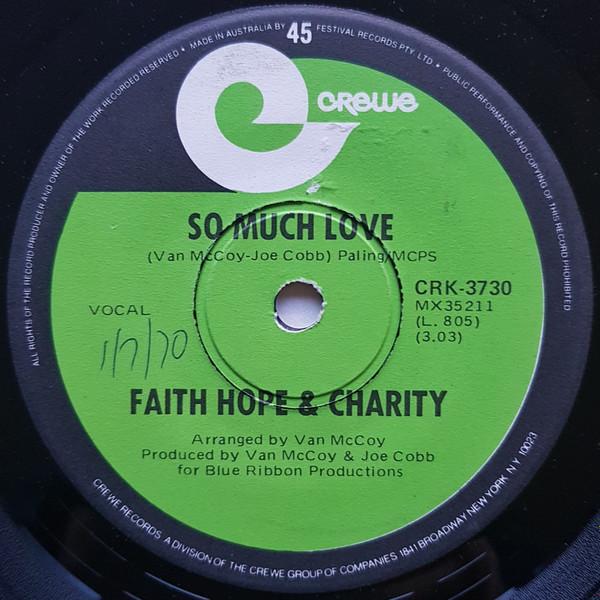 ALL RIGHTS OF THE RECORD PRODUCER AND OWNER OF THE WORK RECORDED RESERVED • MADE IN AUSTRALIA BY 45 FESTIVAL RECORDS PTY. LTD • PUBLIC PERFORMANCE AND COPYING OF THIS RECORD PROHIBITED
crewe
SO MUCH LOVE
(Van McCoy-Joe Cobb) Paling/MCPS
CRK-3730
VOCAL
MX35211
(L. 805)
(3.03)
1/7/70
FAITH HOPE & CHARITY
Arranged by Van McCoy
Produced by Van McCoy & Joe Cobb
for Blue Ribbon Productions
CREWE RECORDS A DIVISION OF THE CREWE GROUP OF COMPANIES 1841 BROADWAY NEW YORK N Y 10023